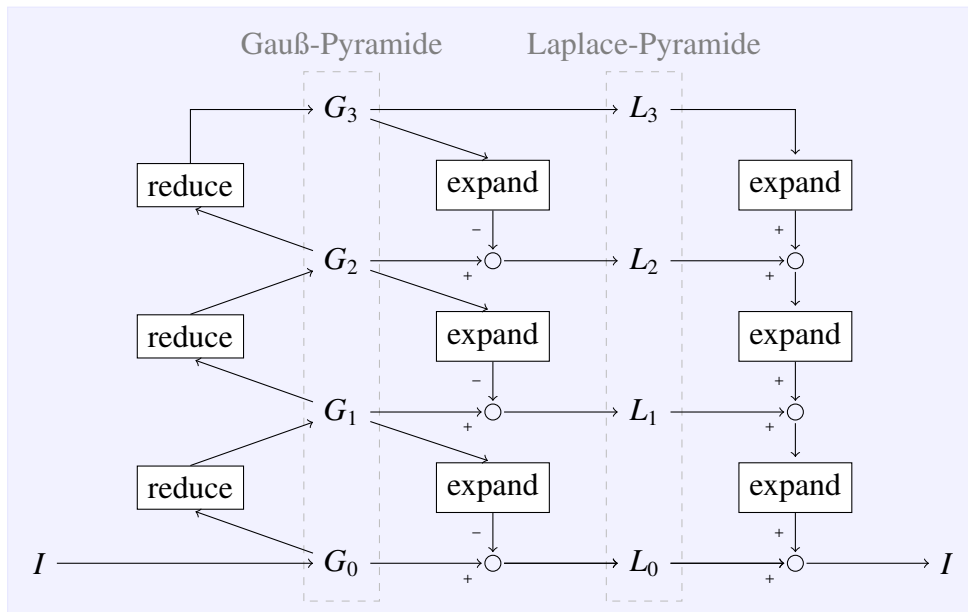 Gauß-Pyramide Laplace-Pyramide
G₃ L₃
reduce expand expand
− +
G₂ + L₂ +
reduce expand expand
− +
G₁ + L₁ +
reduce expand expand
− +
I G₀ + L₀ + I